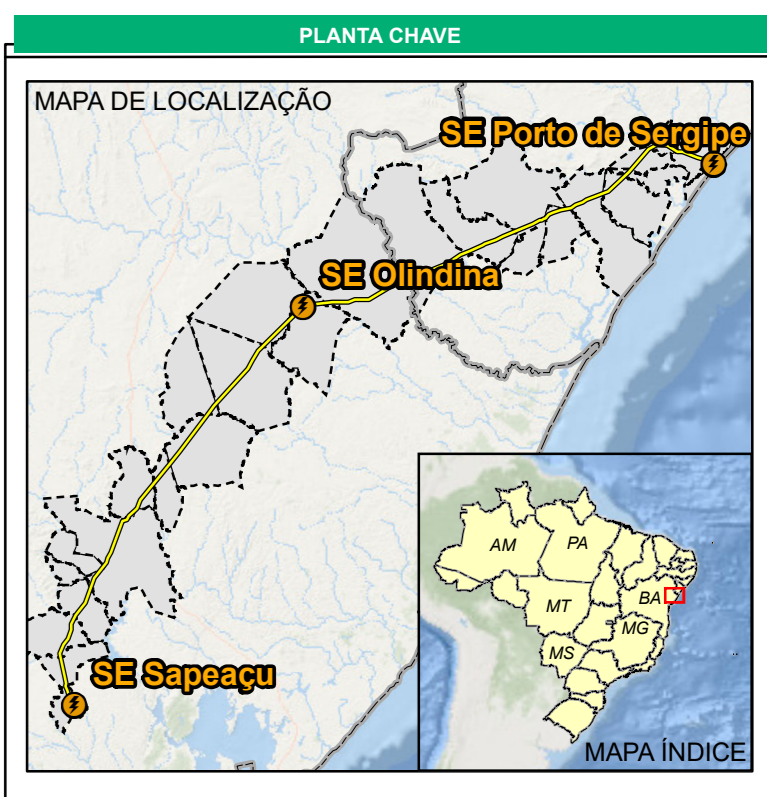 PLANTA CHAVE
MAPA DE LOCALIZAÇÃO
SE Porto de Sergipe
SE Olindina
SE Sapeaçu
AM
PA
MT
BA
MG
MS
MAPA ÍNDICE